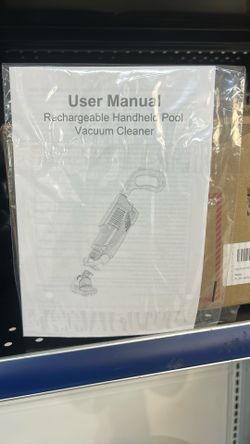 User Manual
Rechargeable Handheld Pool
Vacuum Cleaner